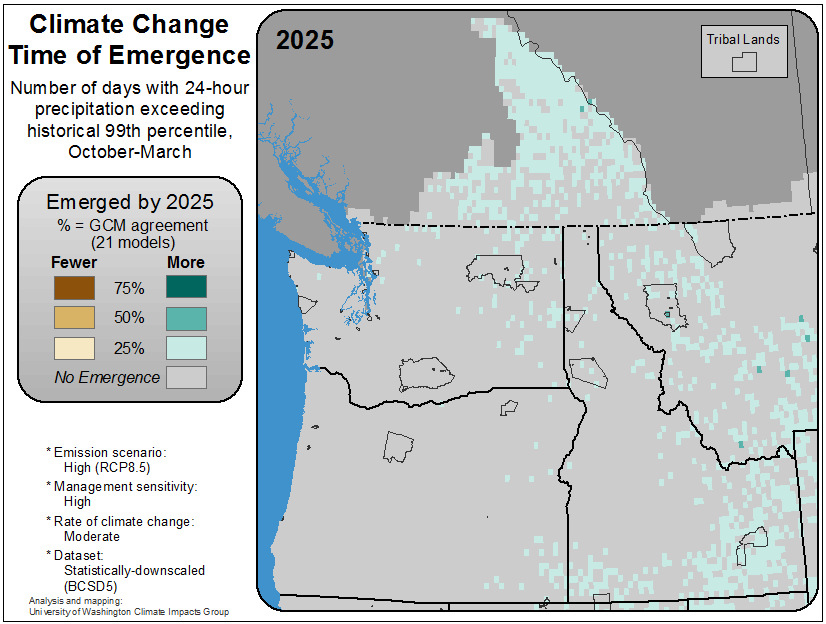 Climate Change
Time of Emergence
Number of days with 24-hour
precipitation exceeding
historical 99th percentile,
October-March
Emerged by 2025
% = GCM agreement
(21 models)
Fewer More
75%
50%
25%
No Emergence
* Emission scenario:
High (RCP8.5)
* Management sensitivity:
High
* Rate of climate change:
Moderate
* Dataset:
Statistically-downscaled
(BCSD5)
Analysis and mapping:
University of Washington Climate Impacts Group
2025
Tribal Lands